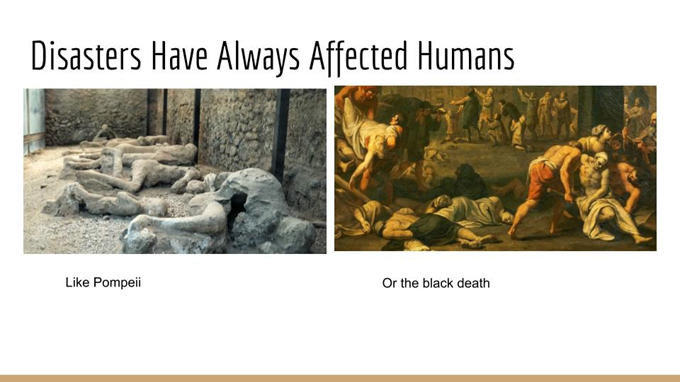 Disasters Have Always Affected Humans
Like Pompeii
Or the black death